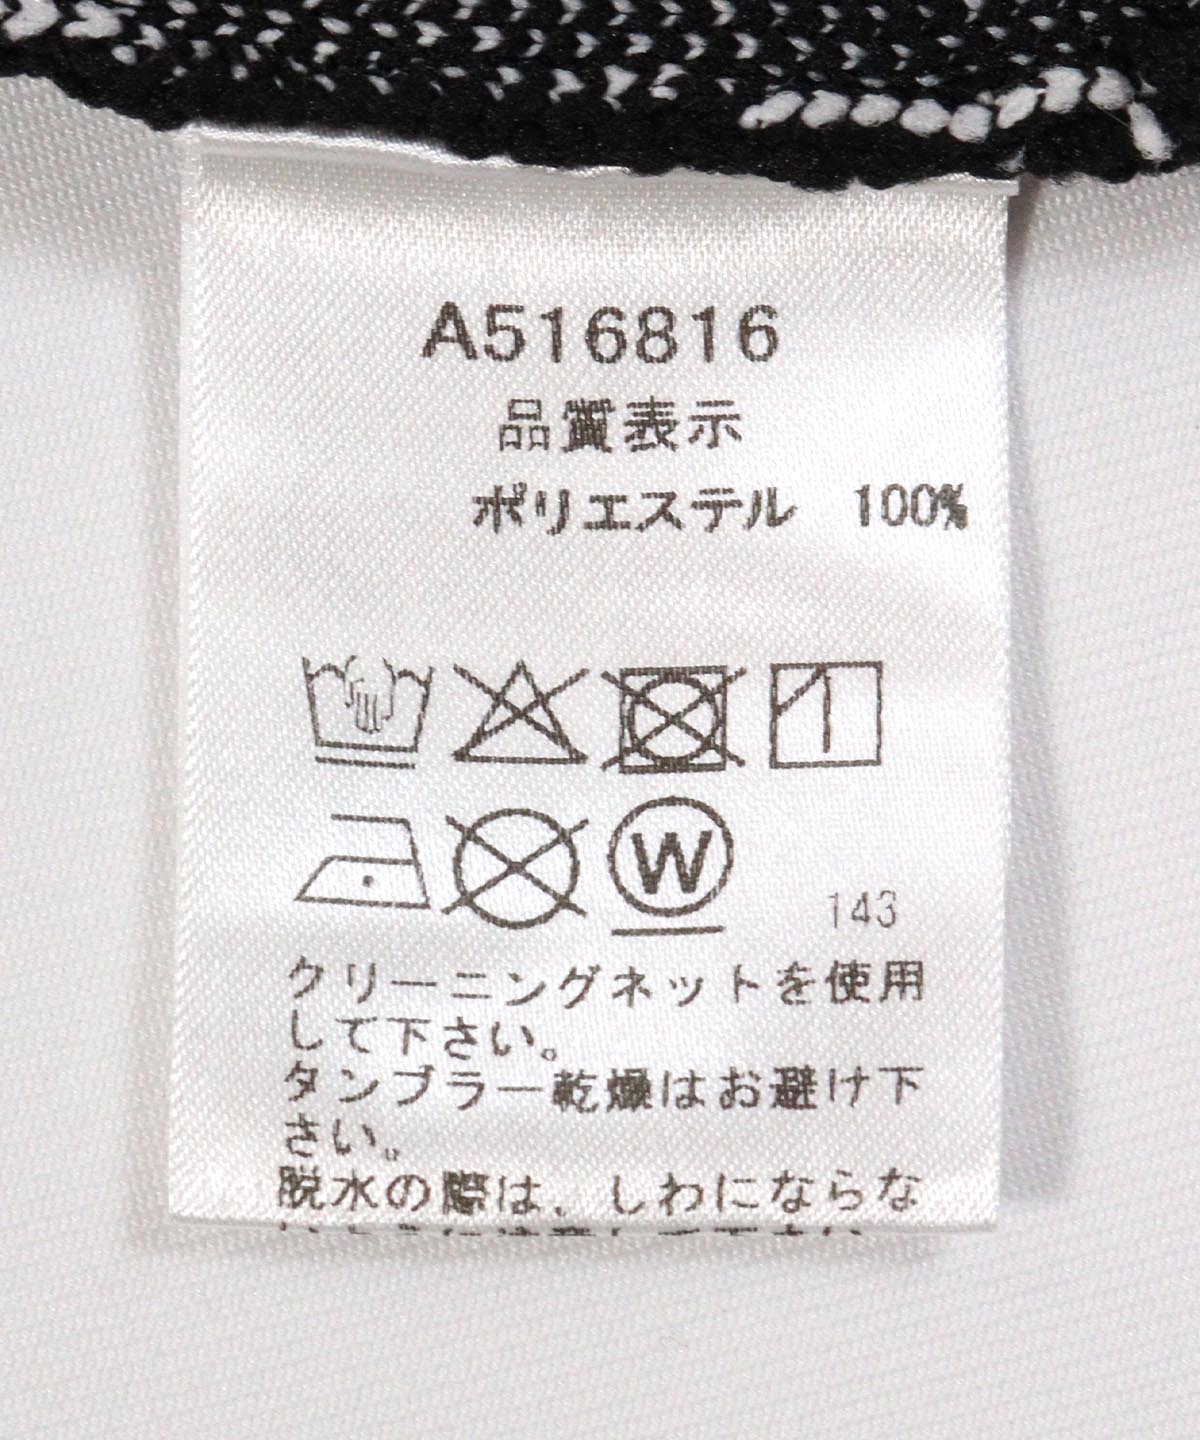 A516816
品質表示
ポリエステル 100%
W
143
クリーニングネットを使用
して下さい。
タンブラー乾燥はお避け下
さい。
脱水の際は、しわにならな